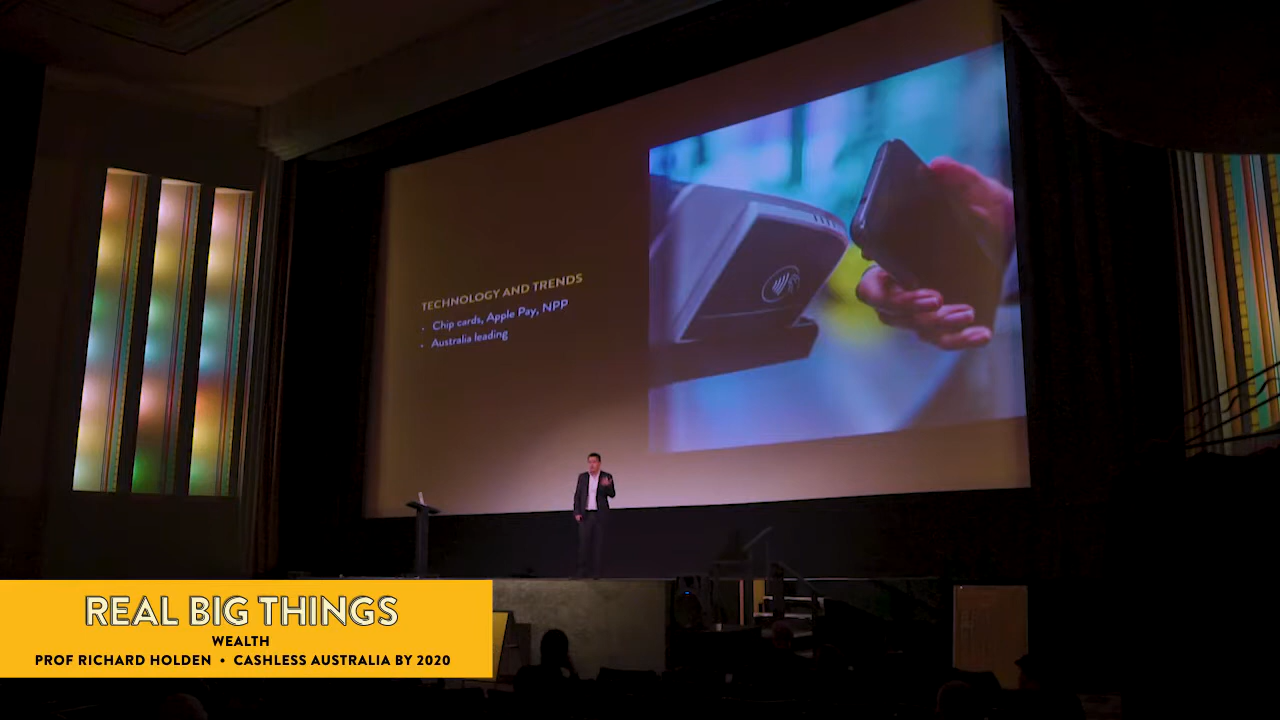 TECHNOLOGY AND TRENDS
· Chip cards, Apple Pay, NPP
· Australia leading
REAL BIG THINGS
WEALTH
PROF RICHARD HOLDEN • CASHLESS AUSTRALIA BY 2020